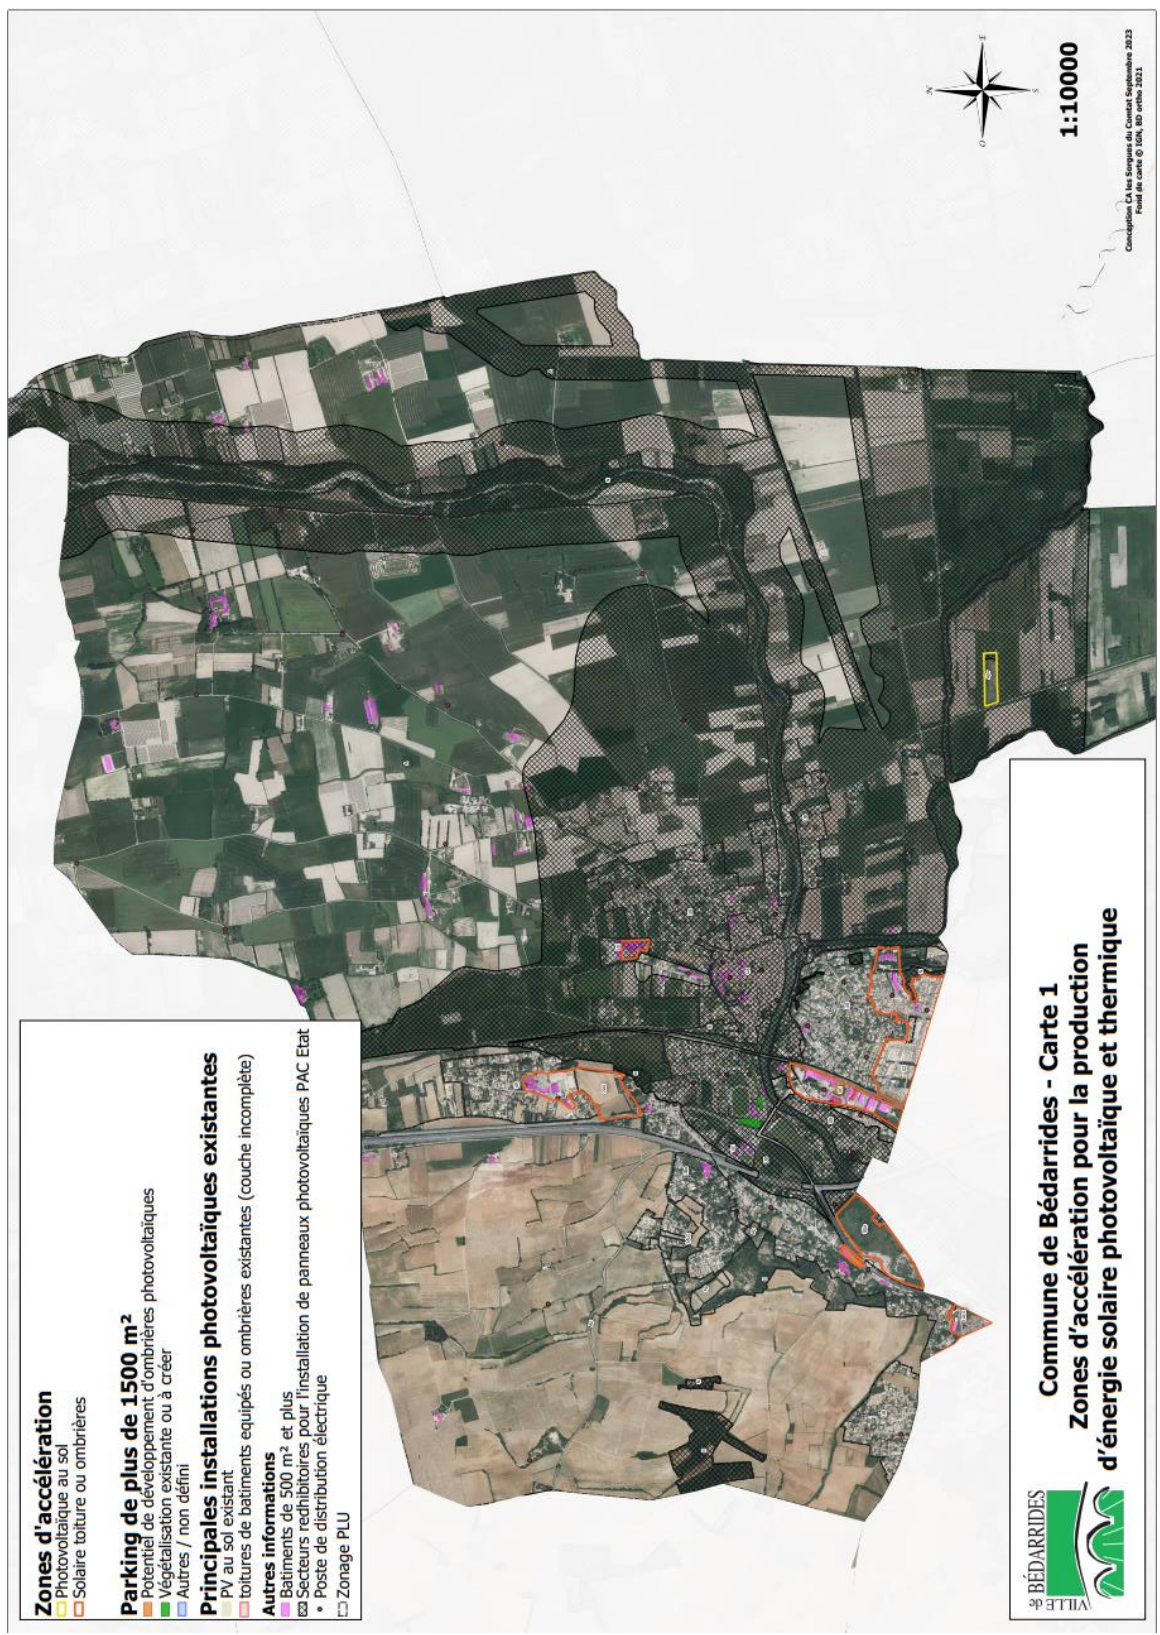 Zones d'accélération
Photovoltaïque au sol
Solaire toiture ou ombrières
Parking de plus de 1500 m²
Potentiel de développement d'ombrières photovoltaïques
Végétalisation existante ou à créer
Autres / non défini
Principales installations photovoltaïques existantes
PV au sol existant
toitures de batiments equipés ou ombrières existantes (couche incomplète)
Autres informations
Batiments de 500 m² et plus
Secteurs redhibitoires pour l'installation de panneaux photovoltaïques PAC Etat
Poste de distribution électrique
Zonage PLU
N
E
S
O
1:10000
Conception CA les Sorgues du Comtat Septembre 2023
Fond de carte © IGN, BD ortho 2021
VILLE de BÉDARRIDES
Commune de Bédarrides - Carte 1
Zones d'accélération pour la production
d'énergie solaire photovoltaïque et thermique